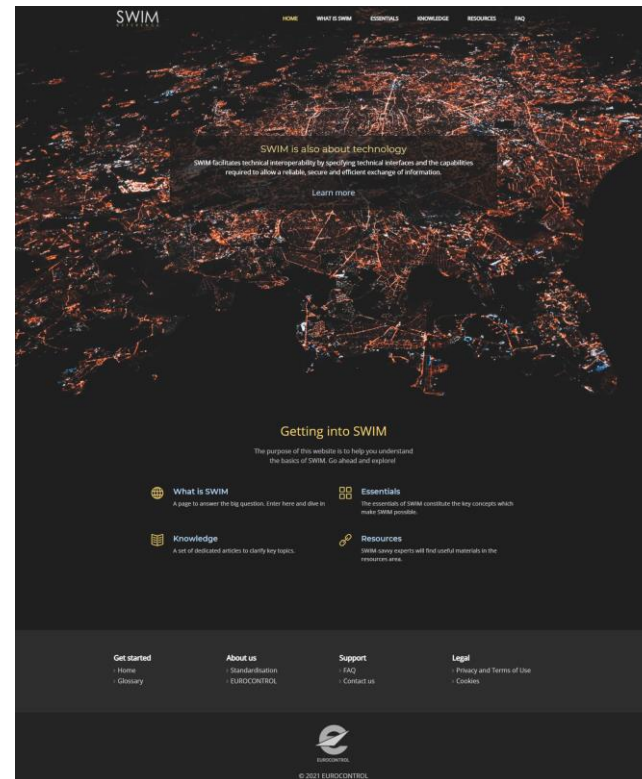 SWIM
REFERENCE
HOME WHAT IS SWIM ESSENTIALS KNOWLEDGE RESOURCES FAQ
SWIM is also about technology
SWIM facilitates technical interoperability by specifying technical interfaces and the capabilities
required to allow a reliable, secure and efficient exchange of information.
Learn more
Getting into SWIM
The purpose of this website is to help you understand
the basics of SWIM. Go ahead and explore!
What is SWIM
A page to answer the big question. Enter here and dive in
Essentials
The essentials of SWIM constitute the key concepts which
make SWIM possible.
Knowledge
A set of dedicated articles to clarify key topics.
Resources
SWIM-savvy experts will find useful materials in the
resources area.
Get started
› Home
› Glossary
About us
› Standardisation
› EUROCONTROL
Support
› FAQ
› Contact us
Legal
› Privacy and Terms of Use
› Cookies
EUROCONTROL
© 2021 EUROCONTROL